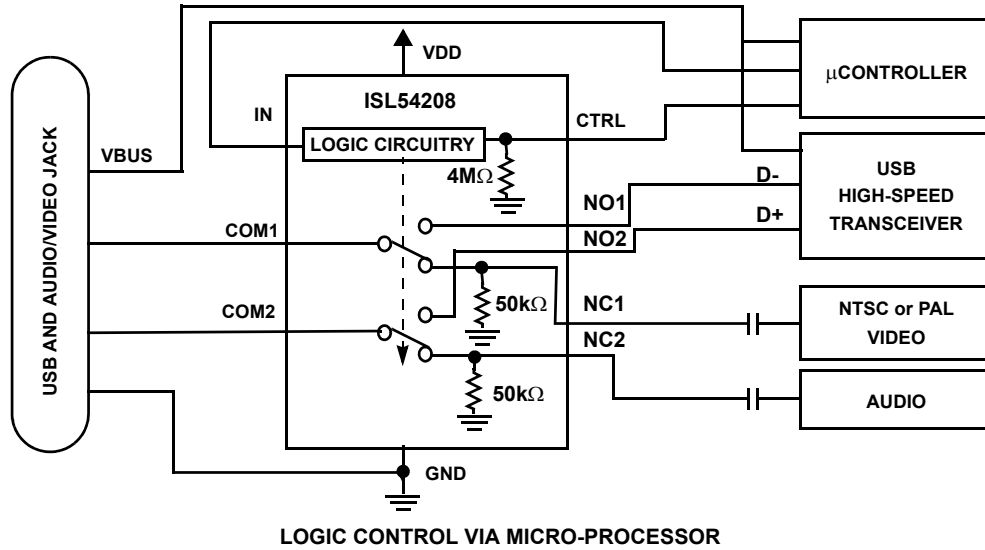 VDD
μCONTROLLER
ISL54208
IN
CTRL
LOGIC CIRCUITRY
VBUS
4MΩ
USB
HIGH-SPEED
TRANSCEIVER
D-
D+
NO1
NO2
COM1
USB AND AUDIO/VIDEO JACK
50kΩ
NC1
NTSC or PAL
VIDEO
COM2
NC2
50kΩ
AUDIO
GND
LOGIC CONTROL VIA MICRO-PROCESSOR